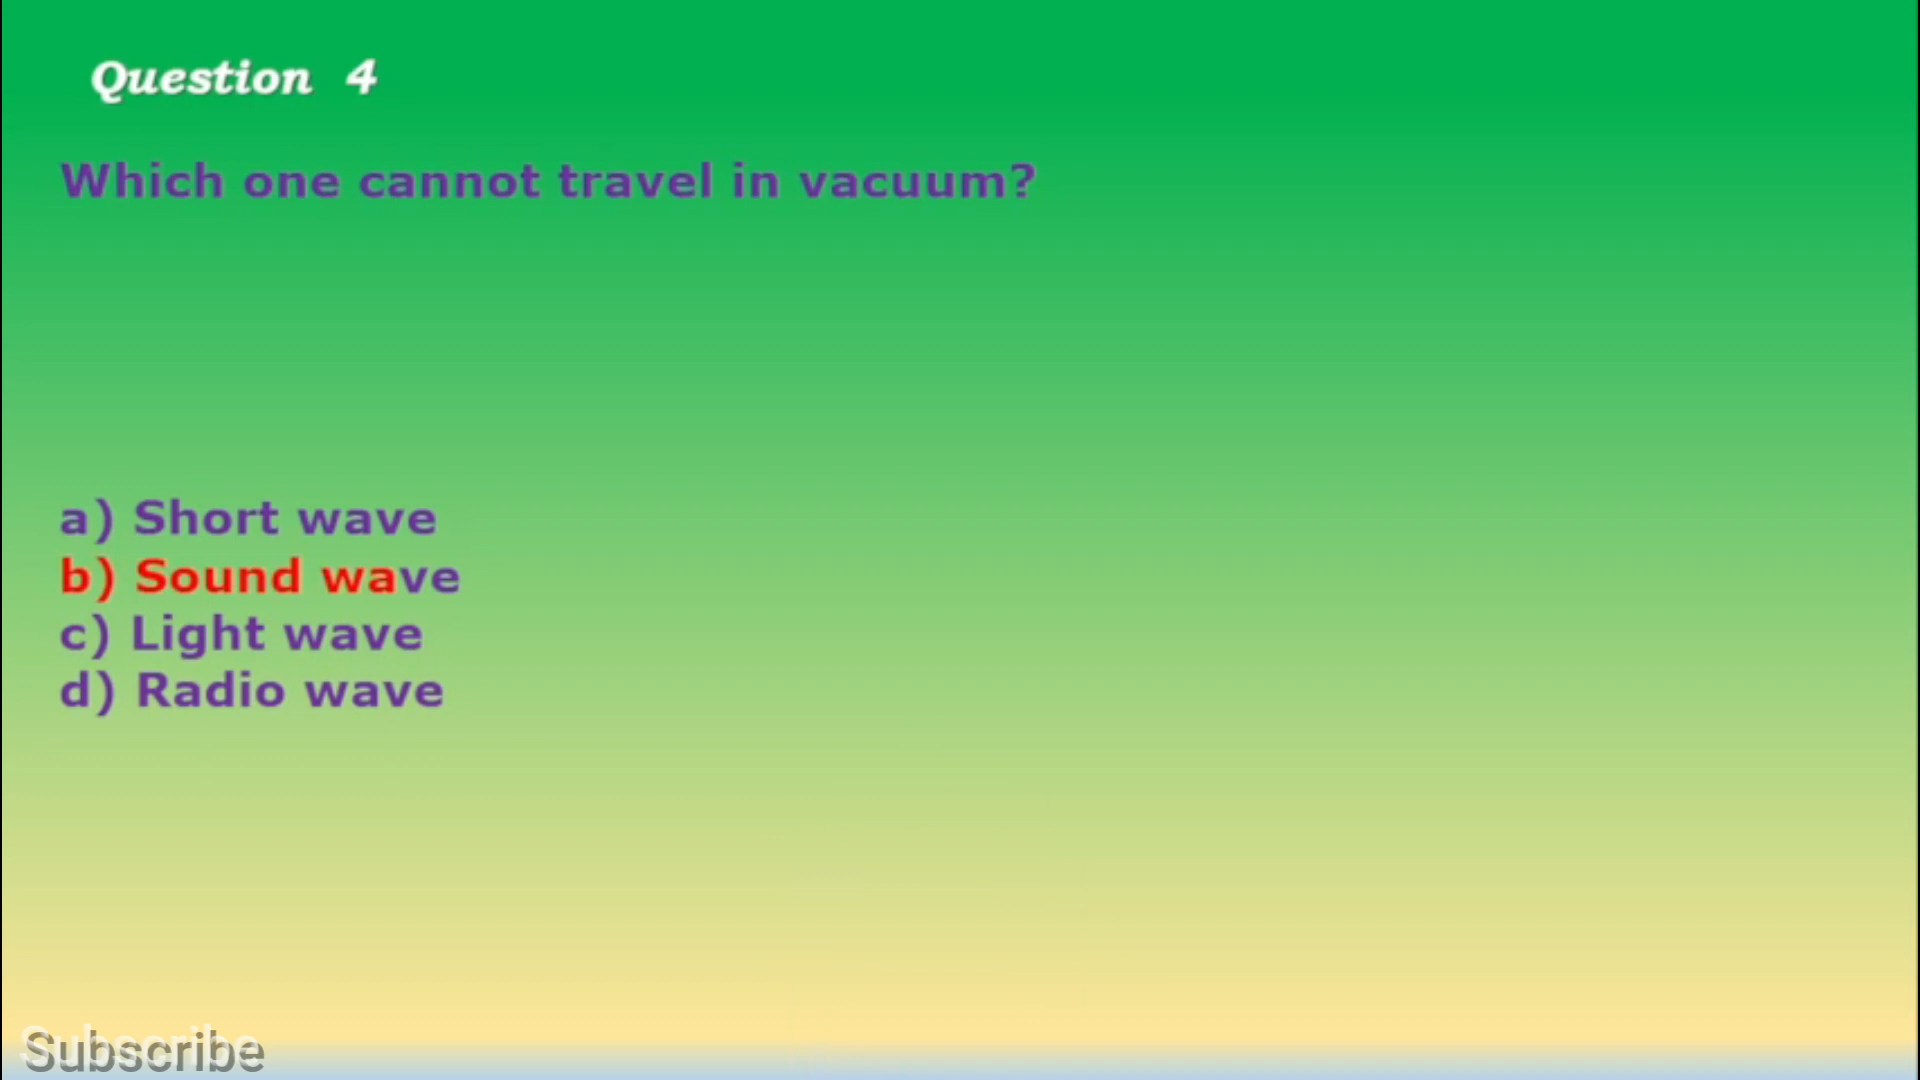 Question 4
Which one cannot travel in vacuum?
a) Short wave
b) Sound wave
c) Light wave
d) Radio wave
Subscribe